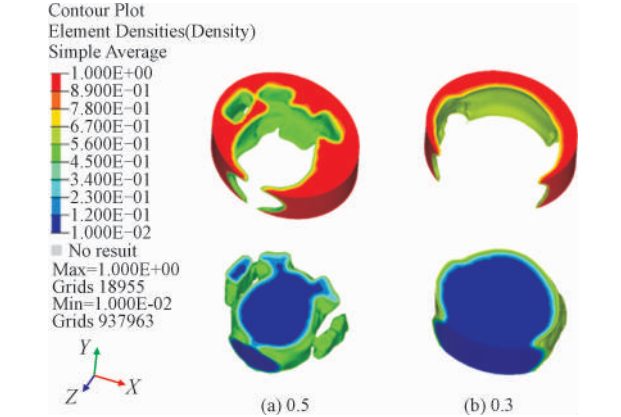 Contour Plot
Element Densities(Density)
Simple Average
1.000E+00
8.900E−01
7.800E−01
6.700E−01
5.600E−01
4.500E−01
3.400E−01
2.300E−01
1.200E−01
1.000E−02
No resuit
Max=1.000E+00
Grids 18955
Min=1.000E-02
Grids 937963
Y
Z X
(a) 0.5 (b) 0.3